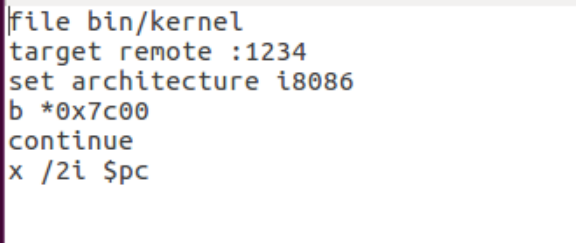 file bin/kernel
target remote :1234
set architecture i8086
b *0x7c00
continue
x /2i $pc